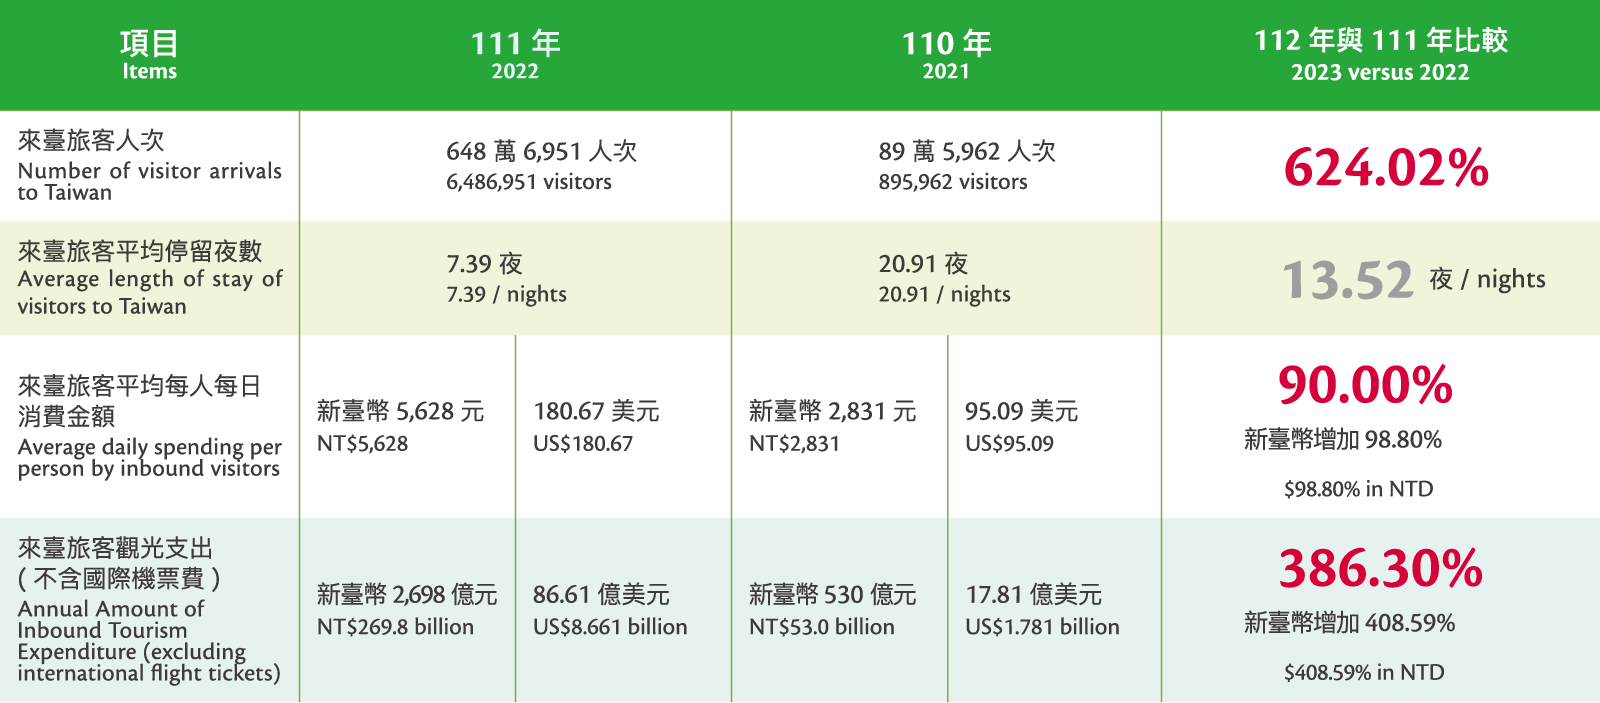 項目
Items
111 年
2022
110 年
2021
112 年與 111 年比較
2023 versus 2022
來臺旅客人次
Number of visitor arrivals
to Taiwan
648 萬 6,951 人次
6,486,951 visitors
89 萬 5,962 人次
895,962 visitors
624.02%
來臺旅客平均停留夜數
Average length of stay of
visitors to Taiwan
7.39 夜
7.39 / nights
20.91 夜
20.91 / nights
13.52 夜 / nights
來臺旅客平均每人每日
消費金額
Average daily spending per
person by inbound visitors
新臺幣 5,628 元
NT$5,628
180.67 美元
US$180.67
新臺幣 2,831 元
NT$2,831
95.09 美元
US$95.09
90.00%
新臺幣增加 98.80%
$98.80% in NTD
來臺旅客觀光支出
( 不含國際機票費 )
Annual Amount of
Inbound Tourism
Expenditure (excluding
international flight tickets)
新臺幣 2,698 億元
NT$269.8 billion
86.61 億美元
US$8.661 billion
新臺幣 530 億元
NT$53.0 billion
17.81 億美元
US$1.781 billion
386.30%
新臺幣增加 408.59%
$408.59% in NTD